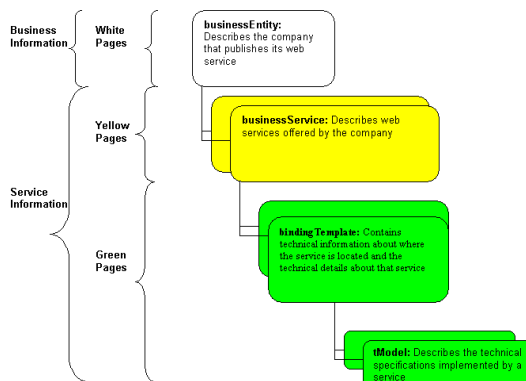 Business
Information
White
Pages
businessEntity:
Describes the company
that publishes its web
service
Yellow
Pages
businessService: Describes web
services offered by the company
Service
Information
Green
Pages
bindingTemplate: Contains
technical information about where
the service is located and the
technical details about that service
tModel: Describes the technical
specifications implemented by a
service